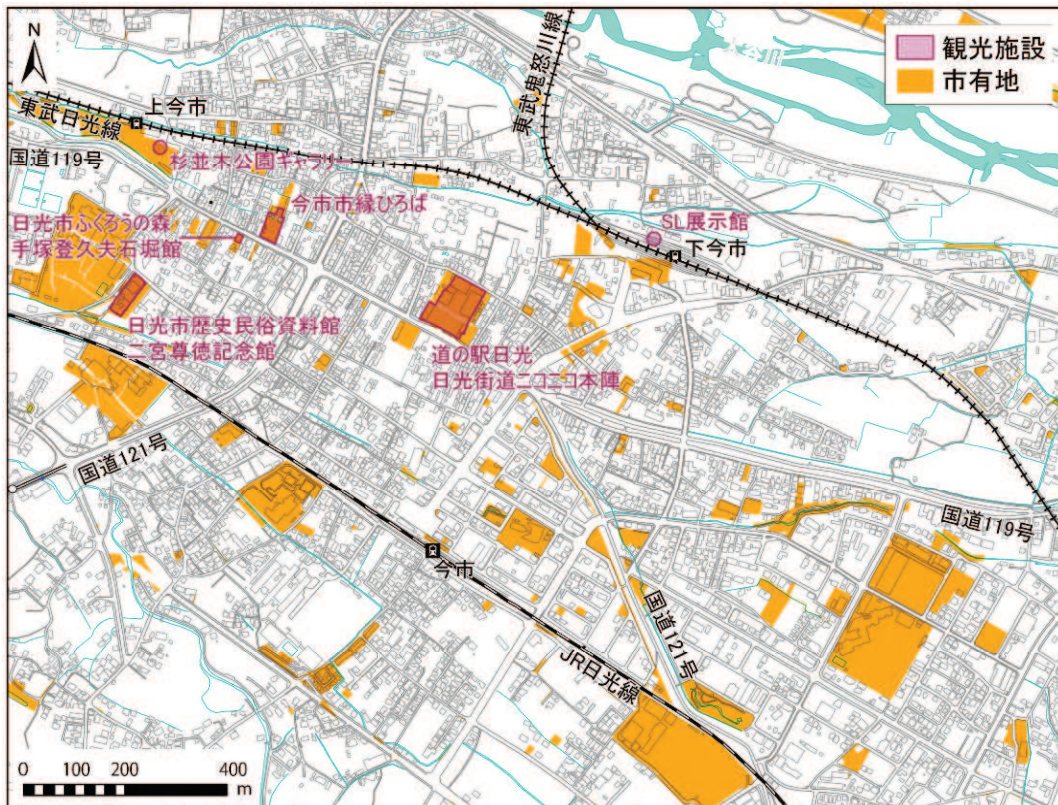 N
観光施設
市有地
東武鬼怒川線
上今市
東武日光線
国道119号
杉並木公園ギャラリー
今市市縁ひろば
日光市ふくろうの森
手塚登久夫石堀館
SL展示館
下今市
日光市歴史民俗資料館
二宮尊徳記念館
道の駅日光
日光街道ニコニコ本陣
国道121号
国道119号
今市
国道121号
JR日光線
0 100 200 400
m